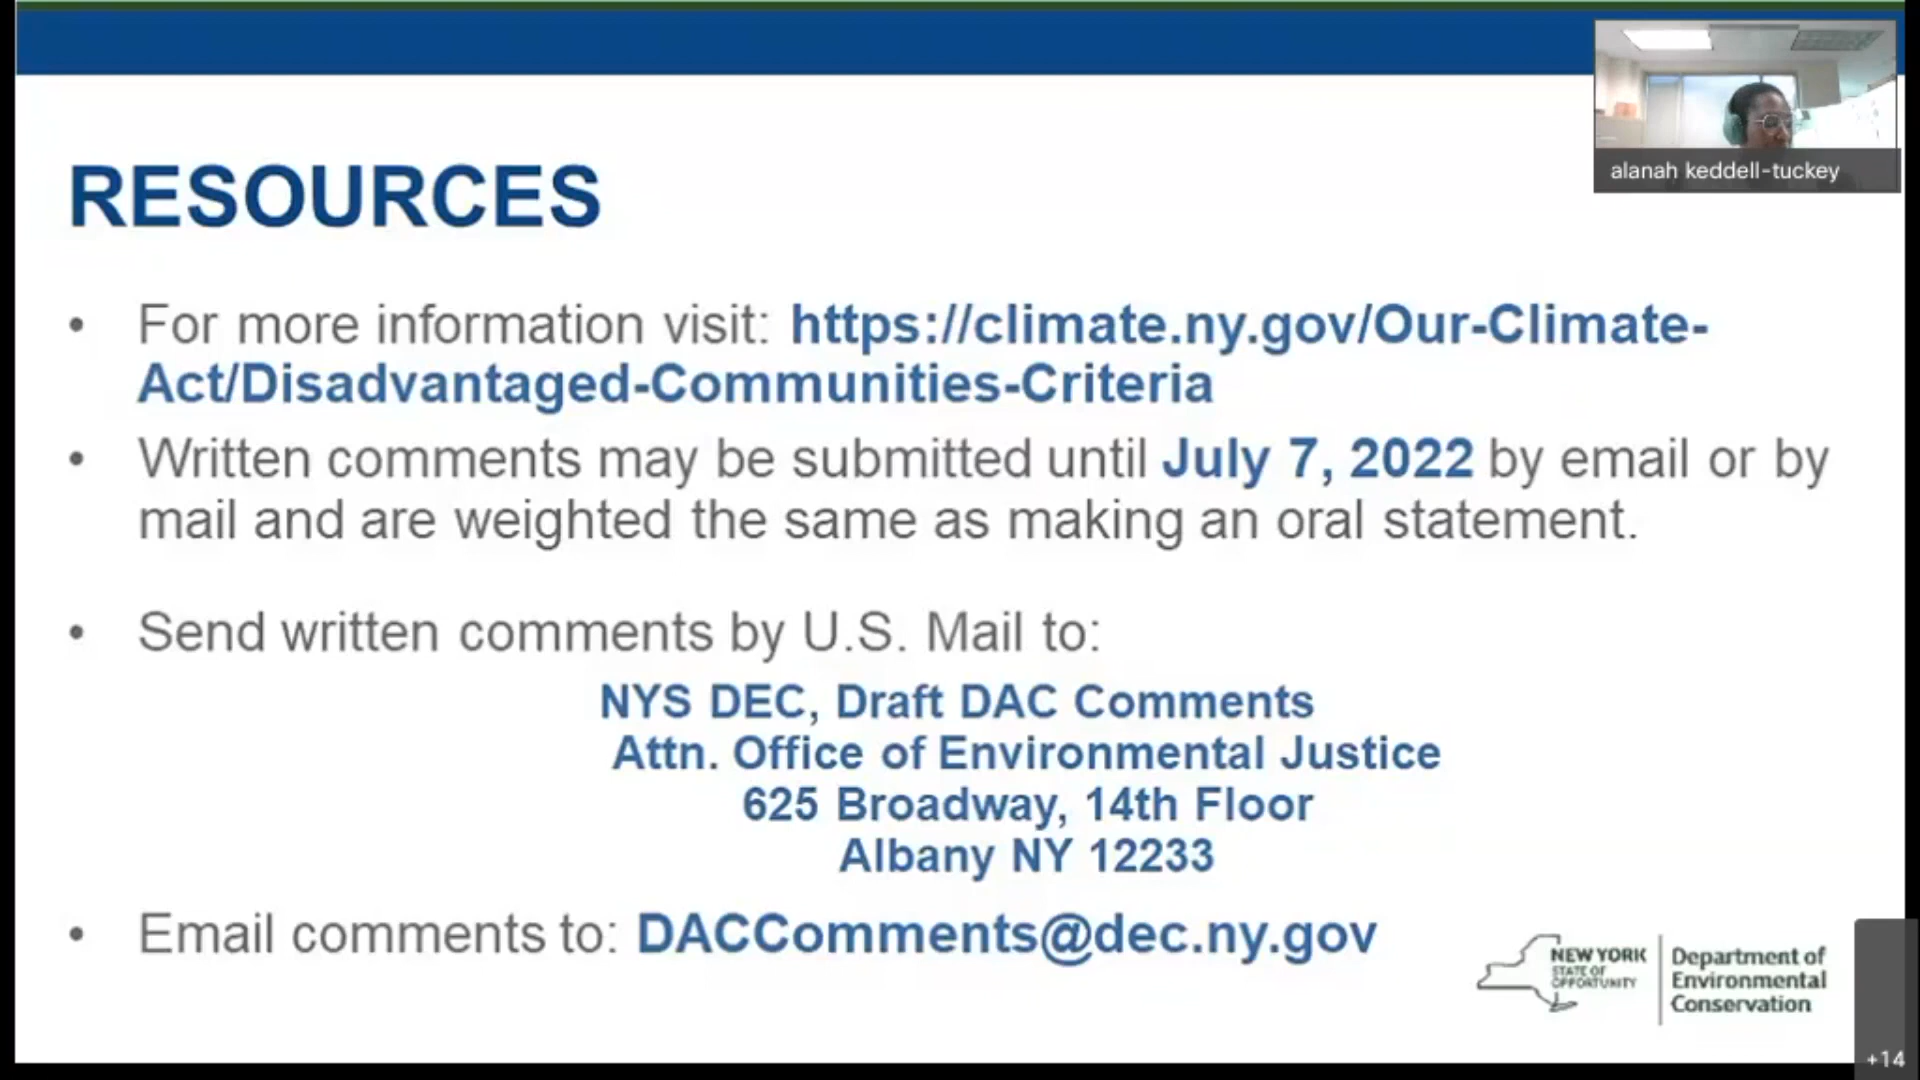 RESOURCES
• For more information visit: https://climate.ny.gov/Our-Climate-
Act/Disadvantaged-Communities-Criteria
• Written comments may be submitted until July 7, 2022 by email or by
mail and are weighted the same as making an oral statement.
• Send written comments by U.S. Mail to:
NYS DEC, Draft DAC Comments
Attn. Office of Environmental Justice
625 Broadway, 14th Floor
Albany NY 12233
• Email comments to: DACComments@dec.ny.gov
alanah keddell-tuckey
NEW YORK
STATE OF
OPPORTUNITY
Department of
Environmental
Conservation
+14